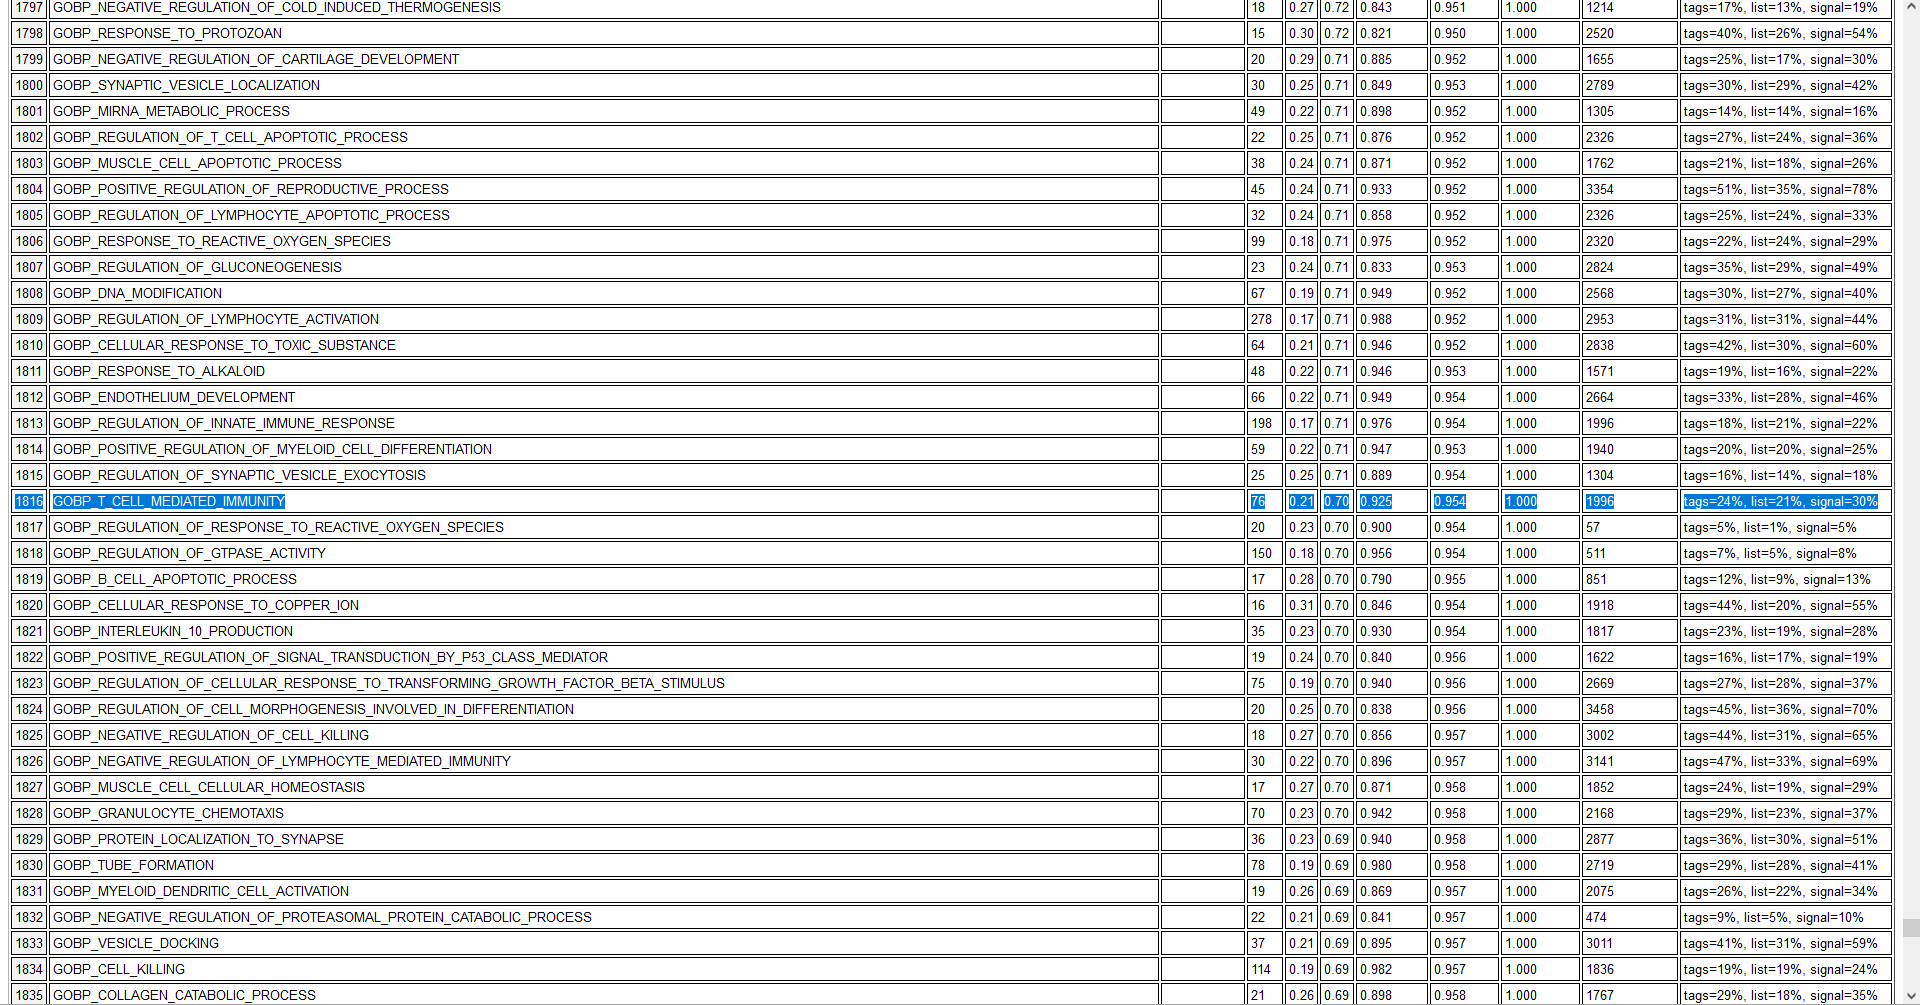 1797 GOBP_NEGATIVE_REGULATION_OF_COLD_INDUCED_THERMOGENESIS 18 0.27 0.72 0.843 0.951 1.000 1214 tags=17%, list=13%, signal=19%
1798 GOBP_RESPONSE_TO_PROTOZOAN 15 0.30 0.72 0.821 0.950 1.000 2520 tags=40%, list=26%, signal=54%
1799 GOBP_NEGATIVE_REGULATION_OF_CARTILAGE_DEVELOPMENT 20 0.29 0.71 0.885 0.952 1.000 1655 tags=25%, list=17%, signal=30%
1800 GOBP_SYNAPTIC_VESICLE_LOCALIZATION 30 0.25 0.71 0.849 0.953 1.000 2789 tags=30%, list=29%, signal=42%
1801 GOBP_MIRNA_METABOLIC_PROCESS 49 0.22 0.71 0.898 0.952 1.000 1305 tags=14%, list=14%, signal=16%
1802 GOBP_REGULATION_OF_T_CELL_APOPTOTIC_PROCESS 22 0.25 0.71 0.876 0.952 1.000 2326 tags=27%, list=24%, signal=36%
1803 GOBP_MUSCLE_CELL_APOPTOTIC_PROCESS 38 0.24 0.71 0.871 0.952 1.000 1762 tags=21%, list=18%, signal=26%
1804 GOBP_POSITIVE_REGULATION_OF_REPRODUCTIVE_PROCESS 45 0.24 0.71 0.933 0.952 1.000 3354 tags=51%, list=35%, signal=78%
1805 GOBP_REGULATION_OF_LYMPHOCYTE_APOPTOTIC_PROCESS 32 0.24 0.71 0.858 0.952 1.000 2326 tags=25%, list=24%, signal=33%
1806 GOBP_RESPONSE_TO_REACTIVE_OXYGEN_SPECIES 99 0.18 0.71 0.975 0.952 1.000 2320 tags=22%, list=24%, signal=29%
1807 GOBP_REGULATION_OF_GLUCONEOGENESIS 23 0.24 0.71 0.833 0.953 1.000 2824 tags=35%, list=29%, signal=49%
1808 GOBP_DNA_MODIFICATION 67 0.19 0.71 0.949 0.952 1.000 2568 tags=30%, list=27%, signal=40%
1809 GOBP_REGULATION_OF_LYMPHOCYTE_ACTIVATION 278 0.17 0.71 0.988 0.952 1.000 2953 tags=31%, list=31%, signal=44%
1810 GOBP_CELLULAR_RESPONSE_TO_TOXIC_SUBSTANCE 64 0.21 0.71 0.946 0.952 1.000 2838 tags=42%, list=30%, signal=60%
1811 GOBP_RESPONSE_TO_ALKALOID 48 0.22 0.71 0.946 0.953 1.000 1571 tags=19%, list=16%, signal=22%
1812 GOBP_ENDOTHELIUM_DEVELOPMENT 66 0.22 0.71 0.949 0.954 1.000 2664 tags=33%, list=28%, signal=46%
1813 GOBP_REGULATION_OF_INNATE_IMMUNE_RESPONSE 198 0.17 0.71 0.976 0.954 1.000 1996 tags=18%, list=21%, signal=22%
1814 GOBP_POSITIVE_REGULATION_OF_MYELOID_CELL_DIFFERENTIATION 59 0.22 0.71 0.947 0.953 1.000 1940 tags=20%, list=20%, signal=25%
1815 GOBP_REGULATION_OF_SYNAPTIC_VESICLE_EXOCYTOSIS 25 0.25 0.71 0.889 0.954 1.000 1304 tags=16%, list=14%, signal=18%
1816 GOBP_T_CELL_MEDIATED_IMMUNITY 76 0.21 0.70 0.925 0.954 1.000 1996 tags=24%, list=21%, signal=30%
1817 GOBP_REGULATION_OF_RESPONSE_TO_REACTIVE_OXYGEN_SPECIES 20 0.23 0.70 0.900 0.954 1.000 57 tags=5%, list=1%, signal=5%
1818 GOBP_REGULATION_OF_GTPASE_ACTIVITY 150 0.18 0.70 0.956 0.954 1.000 511 tags=7%, list=5%, signal=8%
1819 GOBP_B_CELL_APOPTOTIC_PROCESS 17 0.28 0.70 0.790 0.955 1.000 851 tags=12%, list=9%, signal=13%
1820 GOBP_CELLULAR_RESPONSE_TO_COPPER_ION 16 0.31 0.70 0.846 0.954 1.000 1918 tags=44%, list=20%, signal=55%
1821 GOBP_INTERLEUKIN_10_PRODUCTION 35 0.23 0.70 0.930 0.954 1.000 1817 tags=23%, list=19%, signal=28%
1822 GOBP_POSITIVE_REGULATION_OF_SIGNAL_TRANSDUCTION_BY_P53_CLASS_MEDIATOR 19 0.24 0.70 0.840 0.956 1.000 1622 tags=16%, list=17%, signal=19%
1823 GOBP_REGULATION_OF_CELLULAR_RESPONSE_TO_TRANSFORMING_GROWTH_FACTOR_BETA_STIMULUS 75 0.19 0.70 0.940 0.956 1.000 2669 tags=27%, list=28%, signal=37%
1824 GOBP_REGULATION_OF_CELL_MORPHOGENESIS_INVOLVED_IN_DIFFERENTIATION 20 0.25 0.70 0.838 0.956 1.000 3458 tags=45%, list=36%, signal=70%
1825 GOBP_NEGATIVE_REGULATION_OF_CELL_KILLING 18 0.27 0.70 0.856 0.957 1.000 3002 tags=44%, list=31%, signal=65%
1826 GOBP_NEGATIVE_REGULATION_OF_LYMPHOCYTE_MEDIATED_IMMUNITY 30 0.22 0.70 0.896 0.957 1.000 3141 tags=47%, list=33%, signal=69%
1827 GOBP_MUSCLE_CELL_CELLULAR_HOMEOSTASIS 17 0.27 0.70 0.871 0.958 1.000 1852 tags=24%, list=19%, signal=29%
1828 GOBP_GRANULOCYTE_CHEMOTAXIS 70 0.23 0.70 0.942 0.958 1.000 2168 tags=29%, list=23%, signal=37%
1829 GOBP_PROTEIN_LOCALIZATION_TO_SYNAPSE 36 0.23 0.69 0.940 0.958 1.000 2877 tags=36%, list=30%, signal=51%
1830 GOBP_TUBE_FORMATION 78 0.19 0.69 0.980 0.958 1.000 2719 tags=29%, list=28%, signal=41%
1831 GOBP_MYELOID_DENDRITIC_CELL_ACTIVATION 19 0.26 0.69 0.869 0.957 1.000 2075 tags=26%, list=22%, signal=34%
1832 GOBP_NEGATIVE_REGULATION_OF_PROTEASOMAL_PROTEIN_CATABOLIC_PROCESS 22 0.21 0.69 0.841 0.957 1.000 474 tags=9%, list=5%, signal=10%
1833 GOBP_VESICLE_DOCKING 37 0.21 0.69 0.895 0.957 1.000 3011 tags=41%, list=31%, signal=59%
1834 GOBP_CELL_KILLING 114 0.19 0.69 0.982 0.957 1.000 1836 tags=19%, list=19%, signal=24%
1835 GOBP_COLLAGEN_CATABOLIC_PROCESS 21 0.26 0.69 0.898 0.958 1.000 1767 tags=29%, list=18%, signal=35%